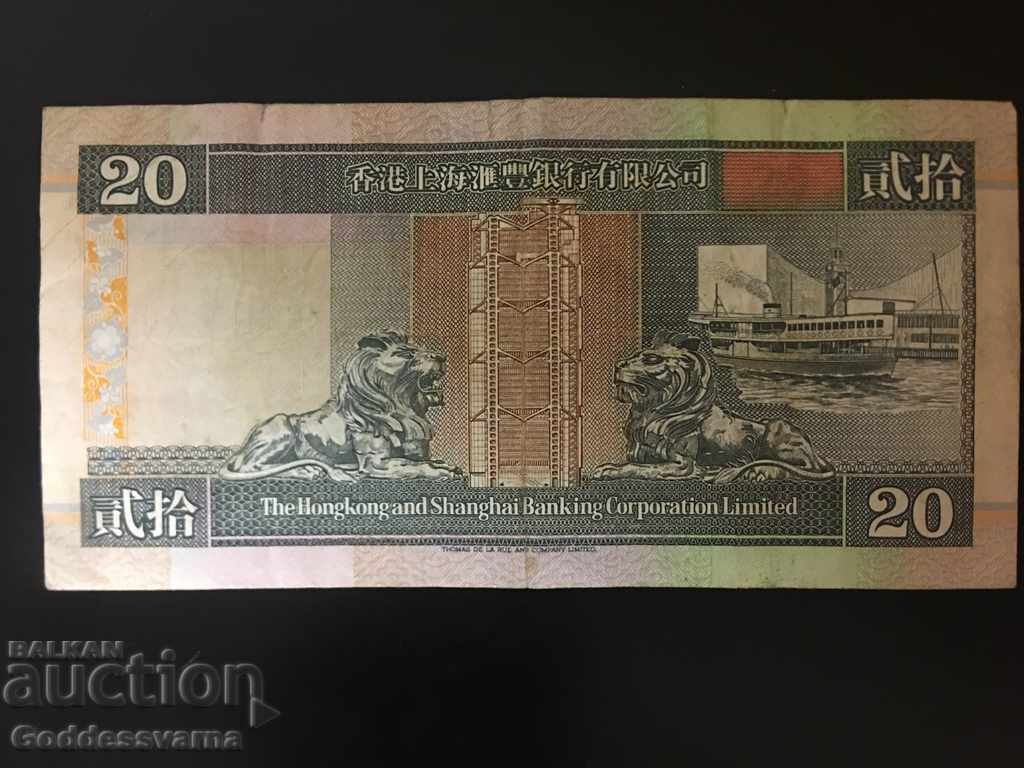 20
香港上海滙豐銀行有限公司
貳拾
貳拾
The Hongkong and Shanghai Banking Corporation Limited
20
THOMAS DE LA RUE AND COMPANY LIMITED.
BALKAN
auction
Goddessvarna